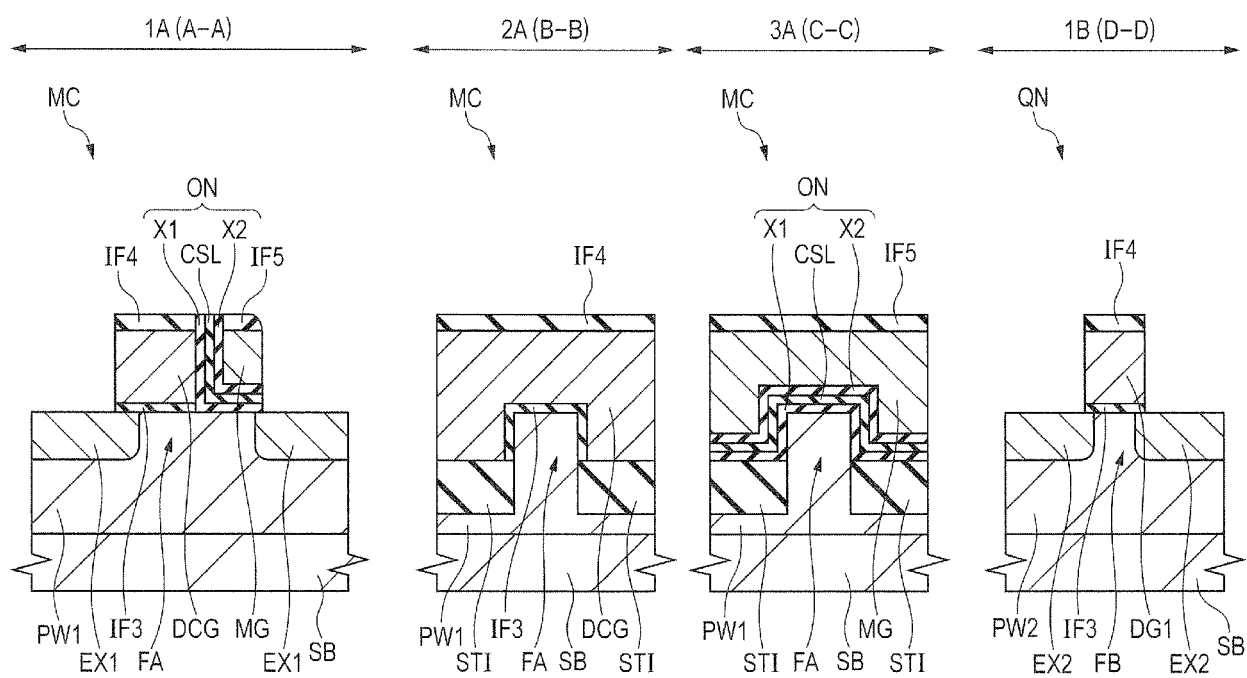 1A (A–A) 2A (B–B) 3A (C–C) 1B (D–D)
MC MC MC QN
ON ON
X1 X2 X1 X2
IF4 CSL IF5 IF4 CSL IF5 IF4
PW1 IF3 DCG MG SB PW1 IF3 DCG PW1 MG PW2 IF3 DG1 SB
EX1 FA EX1 STI FA SB STI STI FA SB STI EX2 FB EX2